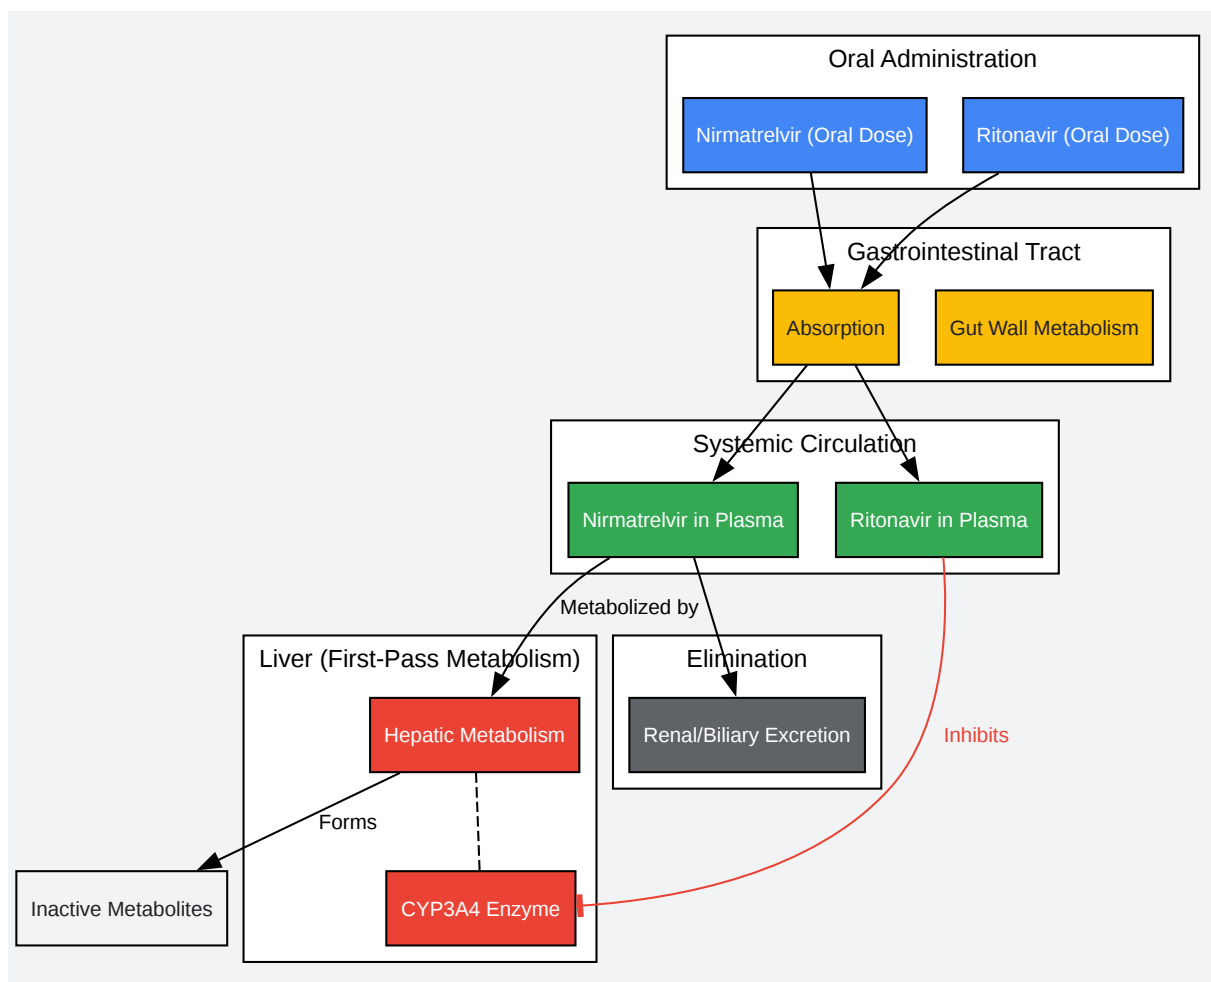 Oral Administration
Nirmatrelvir (Oral Dose)
Ritonavir (Oral Dose)
Gastrointestinal Tract
Absorption
Gut Wall Metabolism
Systemic Circulation
Nirmatrelvir in Plasma
Ritonavir in Plasma
Metabolized by
Liver (First-Pass Metabolism)
Elimination
Hepatic Metabolism
Renal/Biliary Excretion
Inhibits
Forms
Inactive Metabolites
CYP3A4 Enzyme